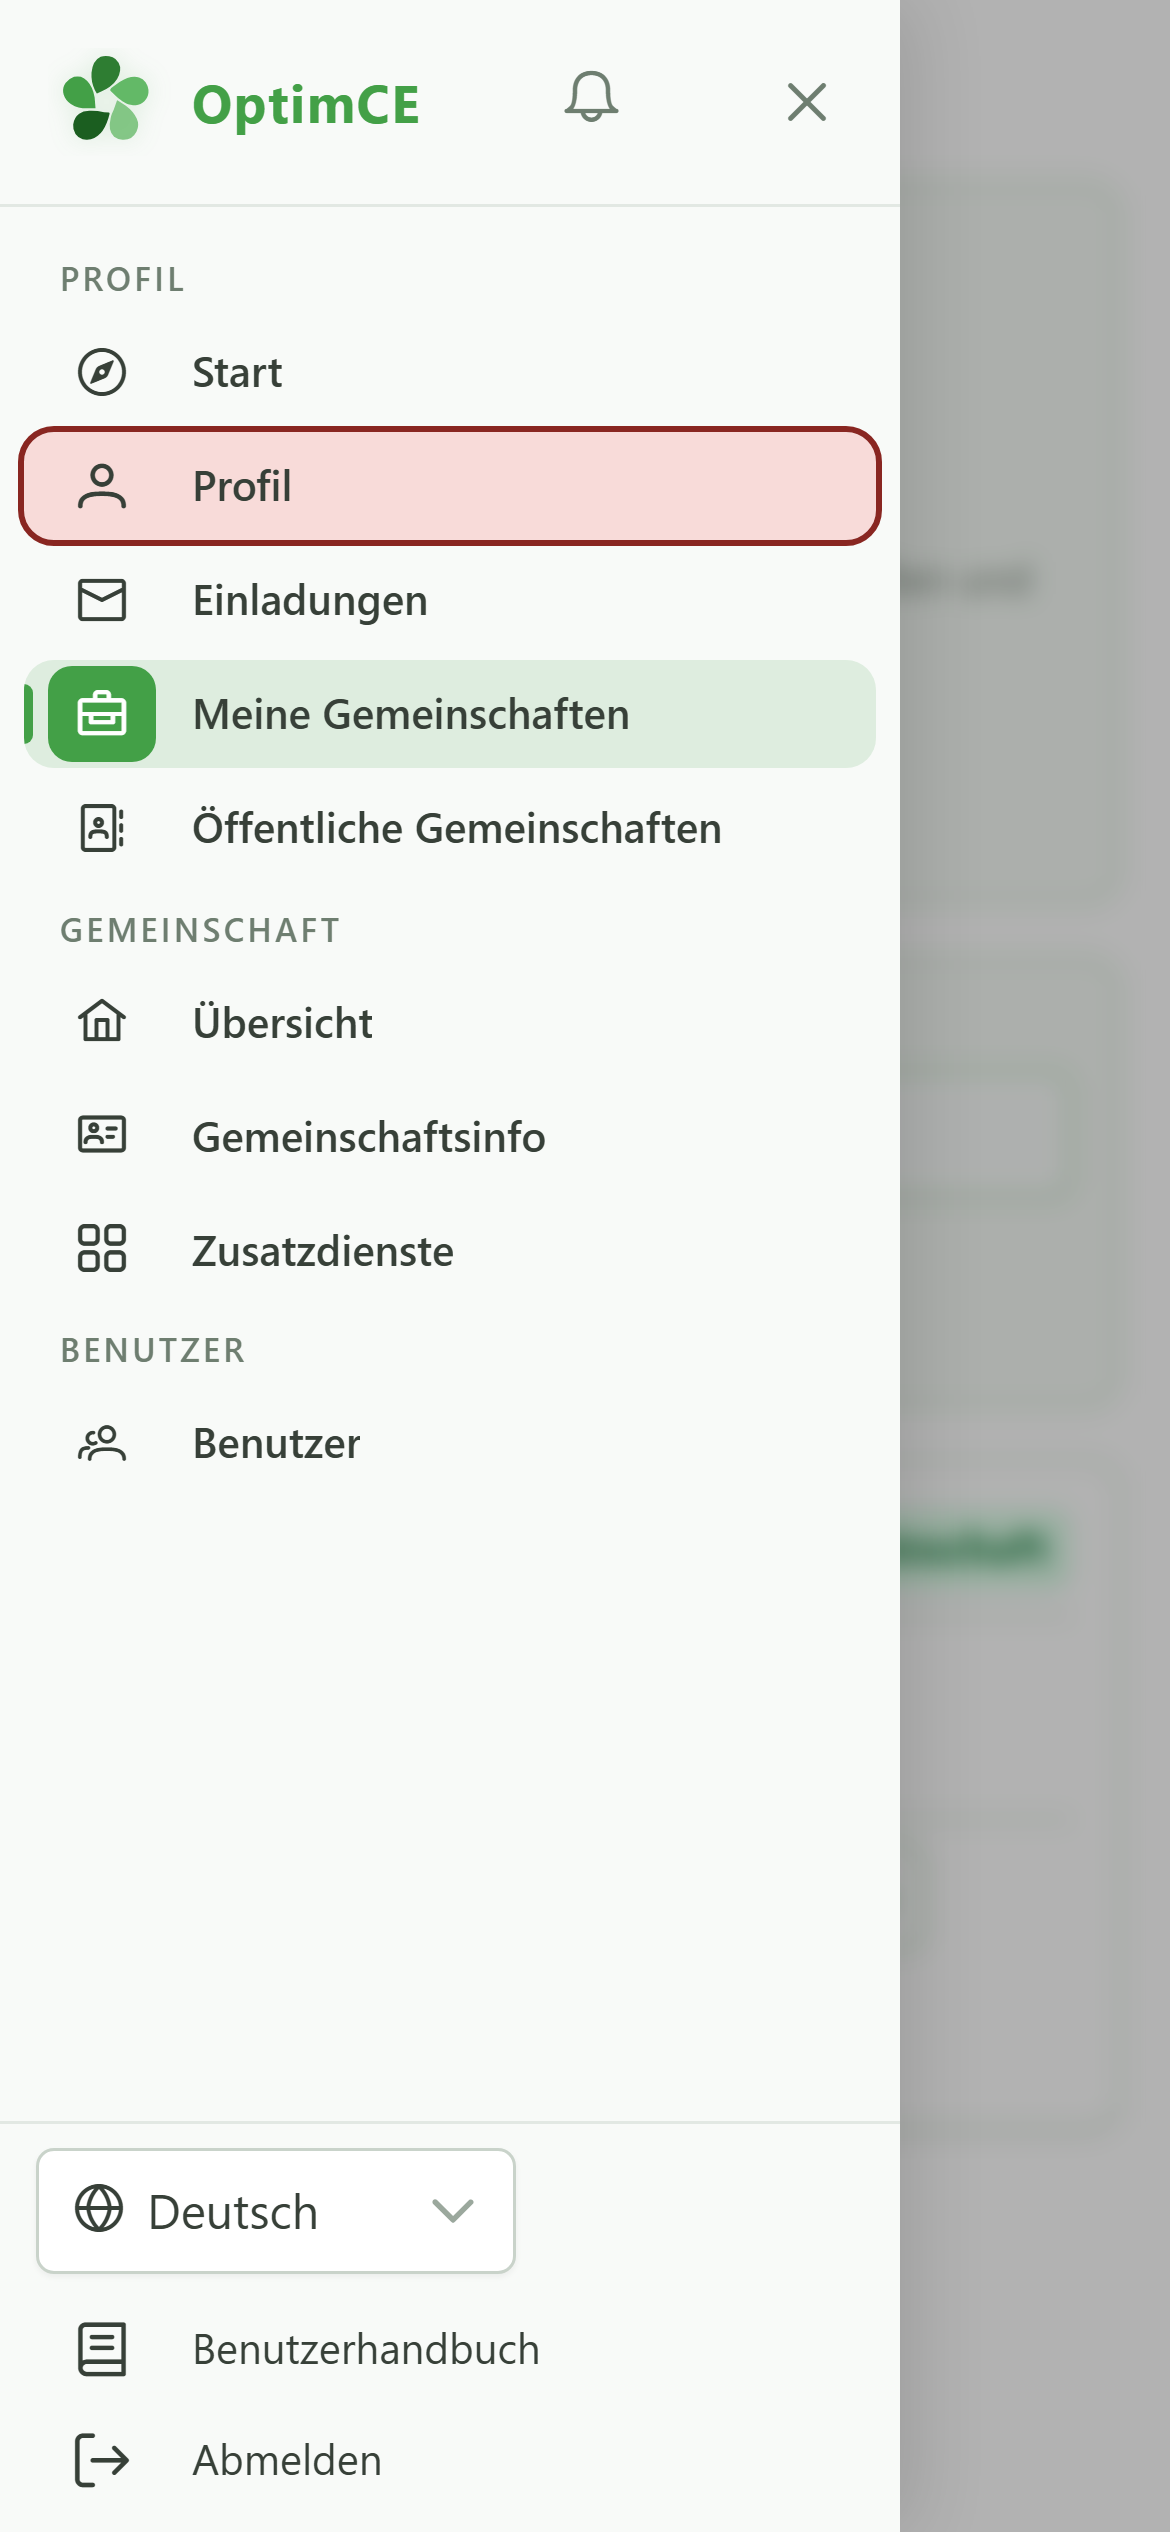 OptimCE
PROFIL
Start
Profil
Einladungen
Meine Gemeinschaften
Öffentliche Gemeinschaften
GEMEINSCHAFT
Übersicht
Gemeinschaftsinfo
Zusatzdienste
BENUTZER
Benutzer
Deutsch
Benutzerhandbuch
Abmelden